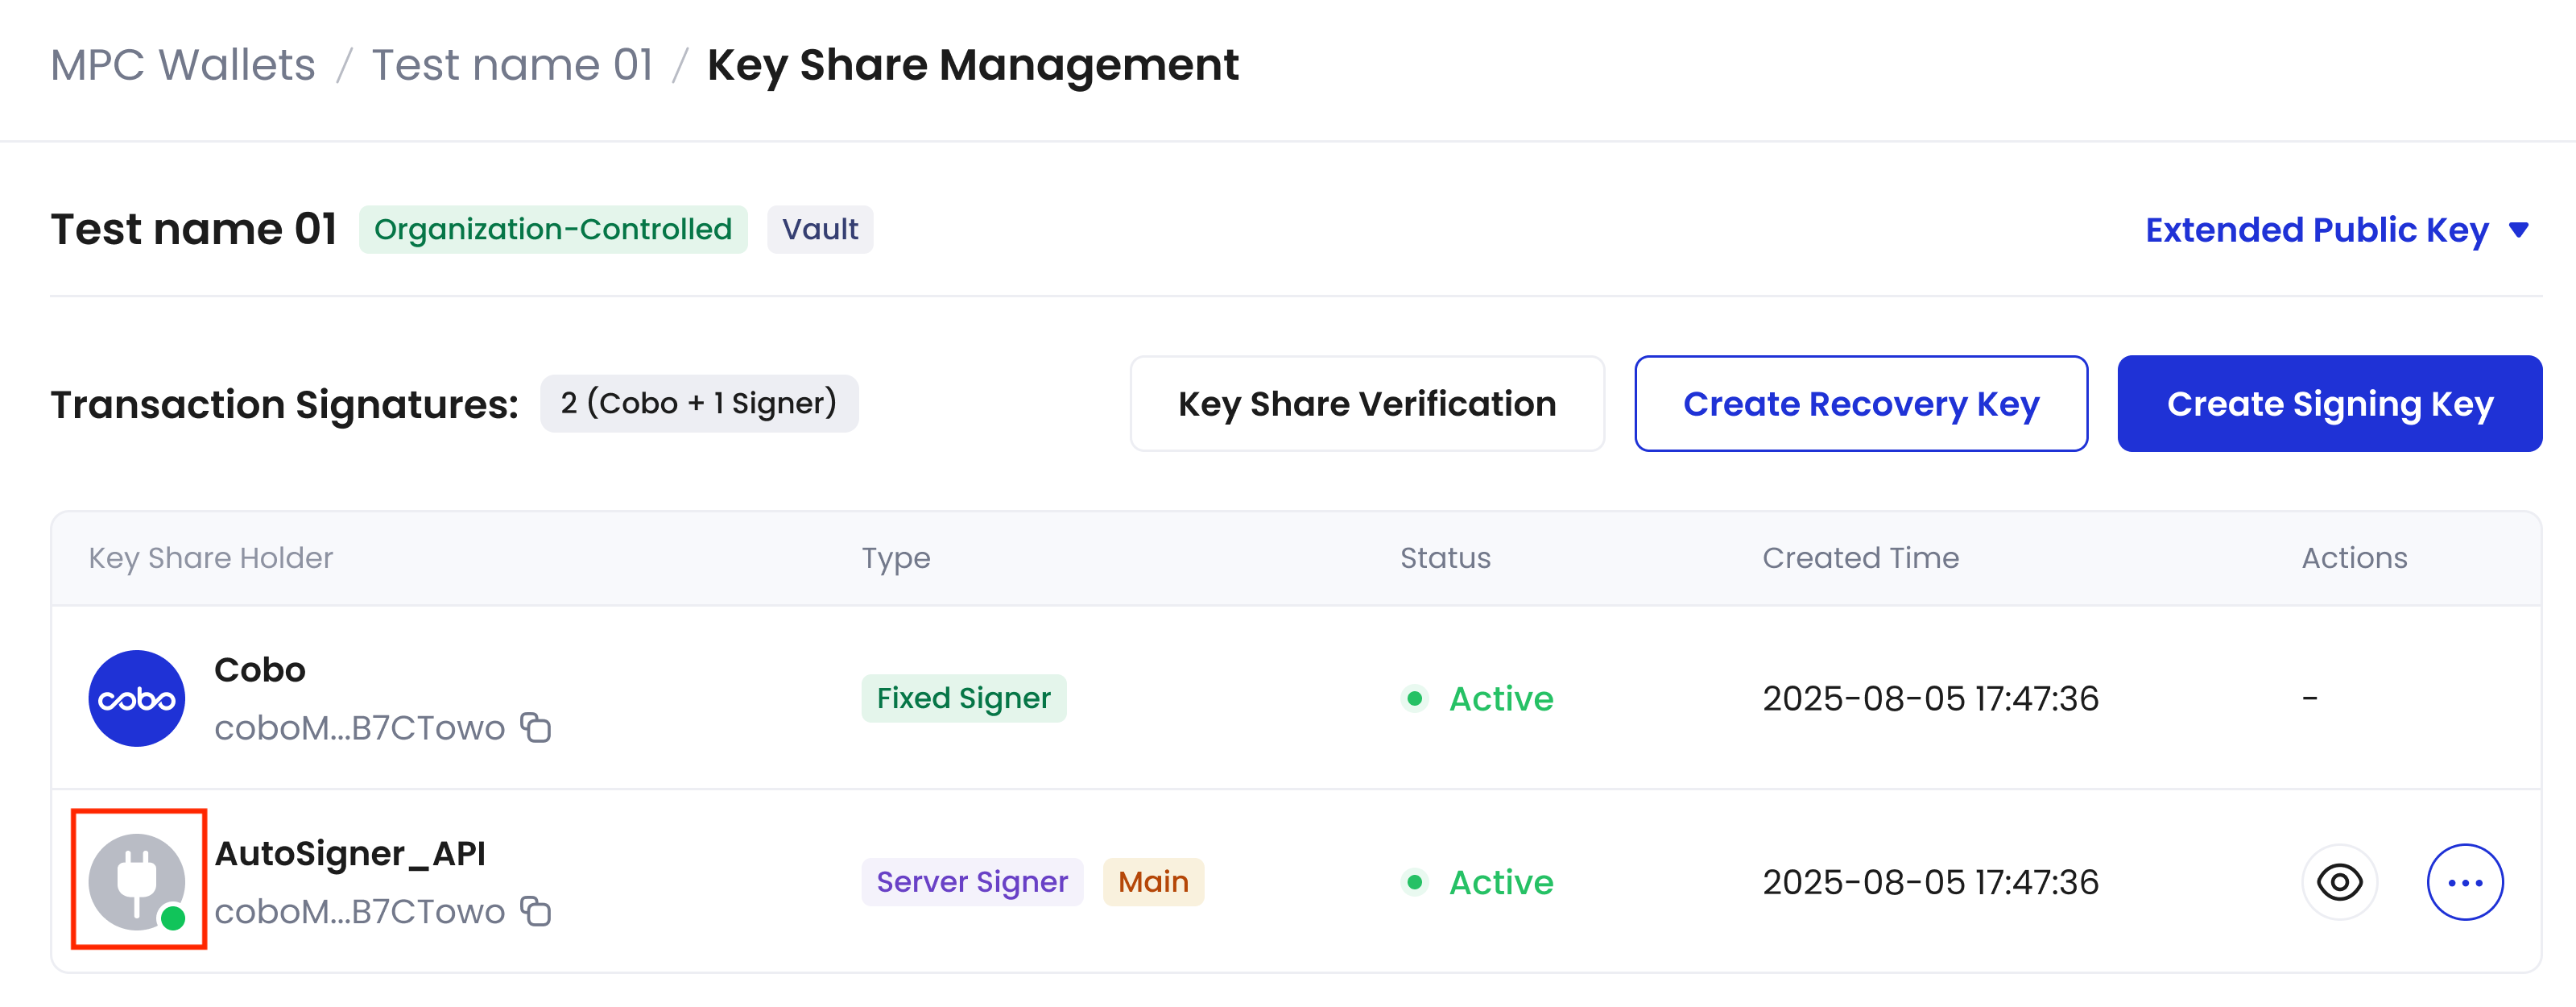 MPC Wallets / Test name 01 / Key Share Management
Test name 01 Organization-Controlled Vault Extended Public Key
Transaction Signatures: 2 (Cobo + 1 Signer) Key Share Verification Create Recovery Key Create Signing Key
Key Share Holder Type Status Created Time Actions
cobo
Cobo
coboM...B7CTowo
Fixed Signer Active 2025-08-05 17:47:36 -
AutoSigner_API
coboM...B7CTowo
Server Signer Main Active 2025-08-05 17:47:36